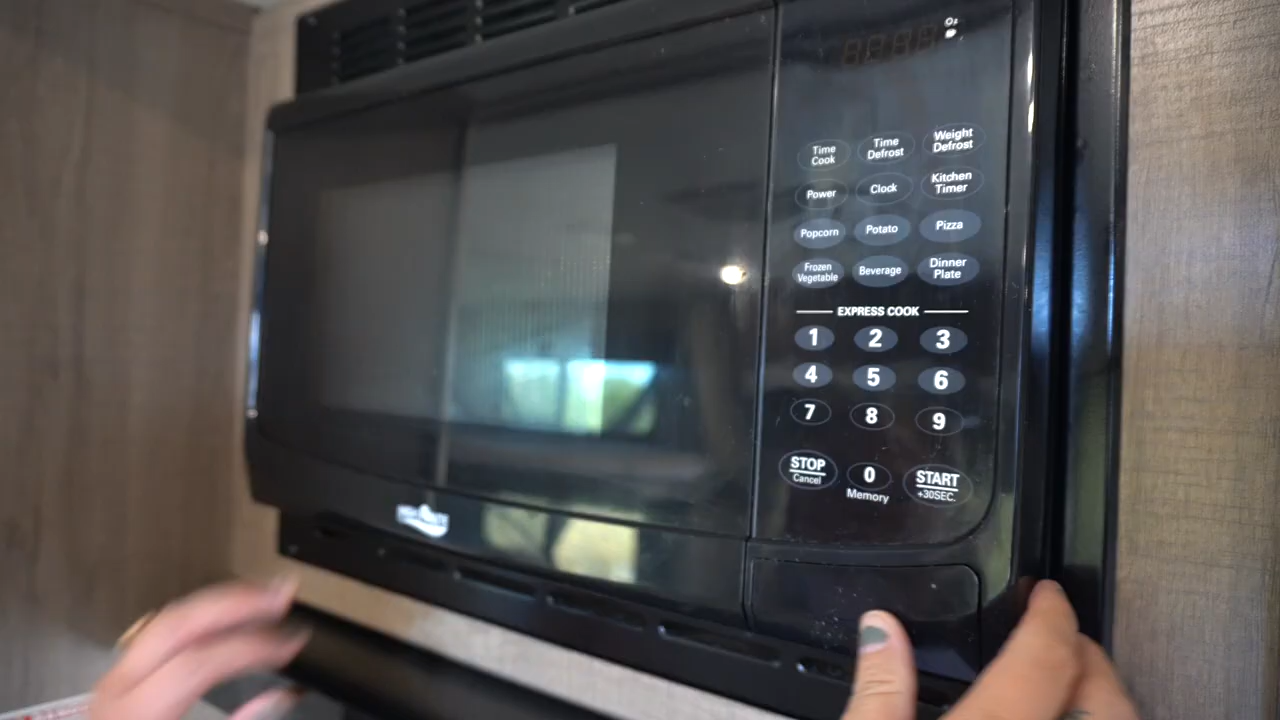 Time
Cook
Time
Defrost
Weight
Defrost
Power
Clock
Kitchen
Timer
Popcorn
Potato
Pizza
Frozen
Vegetable
Beverage
Dinner
Plate
EXPRESS COOK
1
2
3
4
5
6
7
8
9
STOP
Cancel
0
Memory
START
+30SEC.